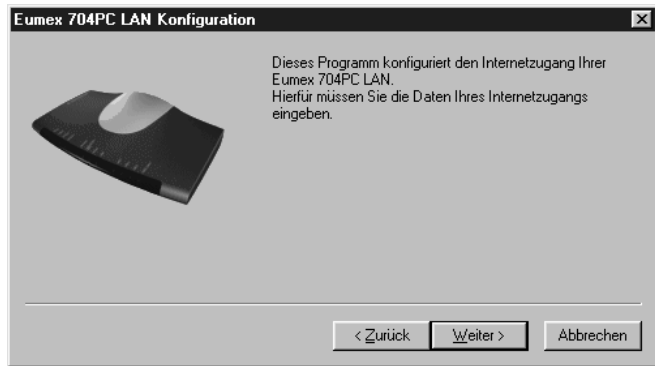 Eumex 704PC LAN Konfiguration
Dieses Programm konfiguriert den Internetzugang Ihrer
Eumex 704PC LAN.
Hierfür müssen Sie die Daten Ihres Internetzugangs
eingeben.
< Zurück
Weiter >
Abbrechen